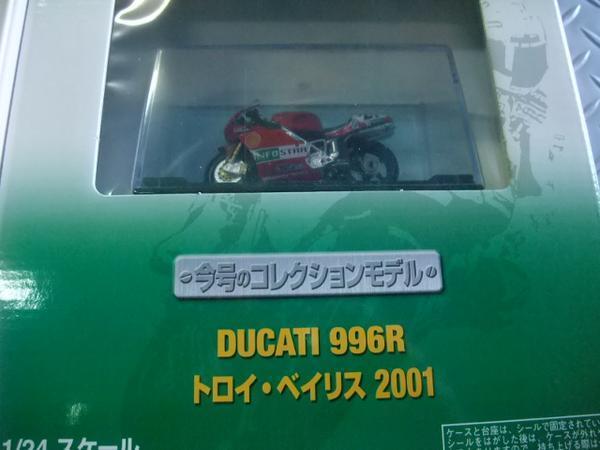 INFOSTRADA
今号のコレクションモデル
DUCATI 996R
トロイ・ベイリス 2001
1/24 スケール
ケースと台座は、シールで固定されてい
シールをはがした後は、ケースが外れや